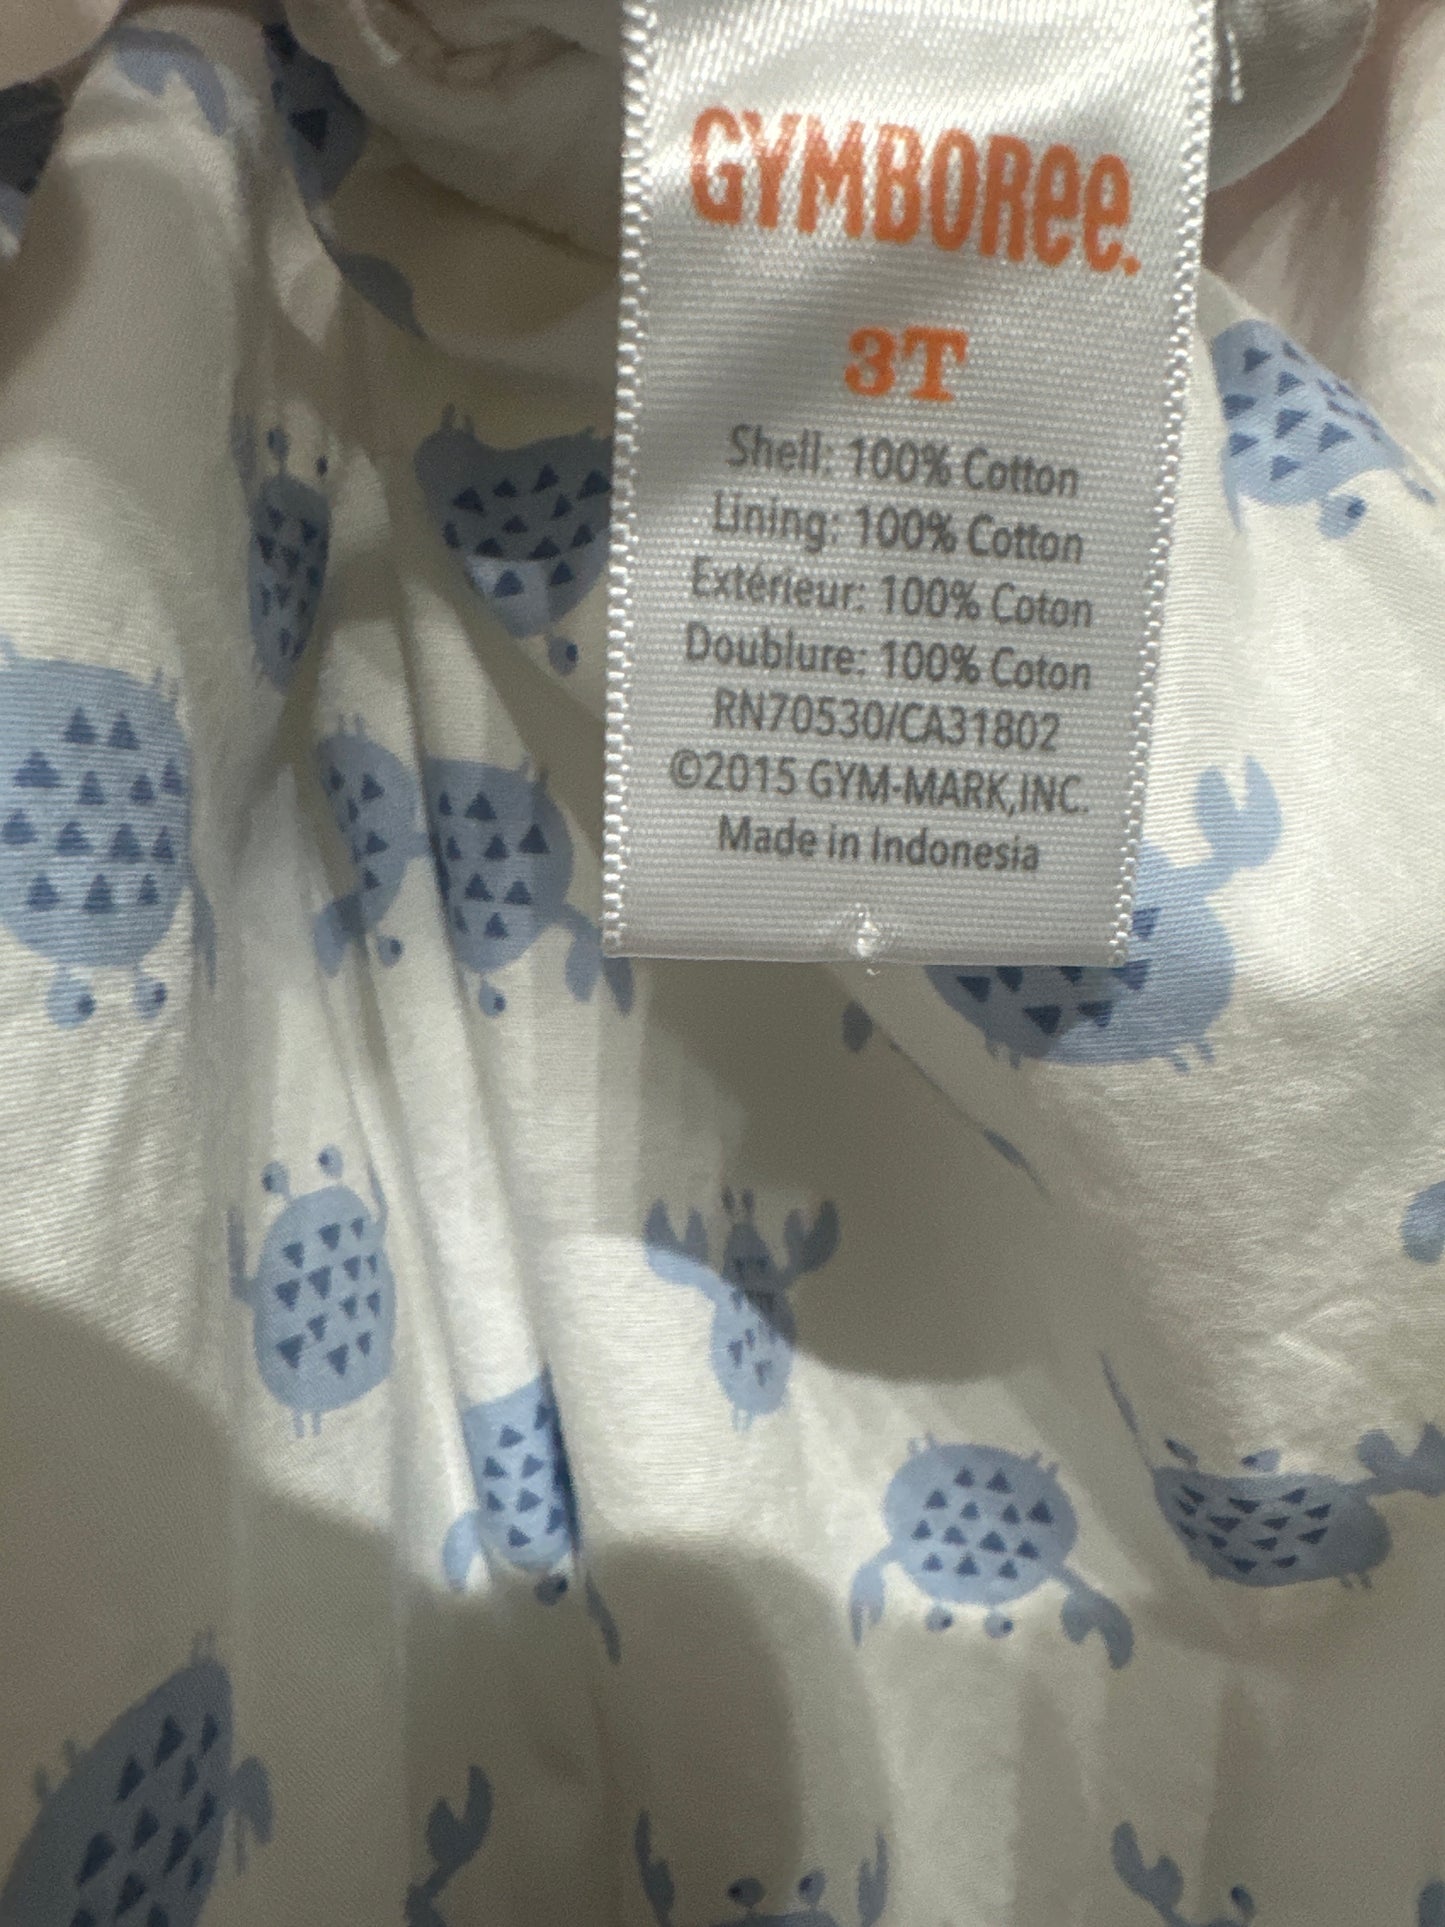 GYMBOREE.
3T
Shell: 100% Cotton
Lining: 100% Cotton
Extérieur: 100% Coton
Doublure: 100% Coton
RN70530/CA31802
©2015 GYM-MARK,INC.
Made in Indonesia